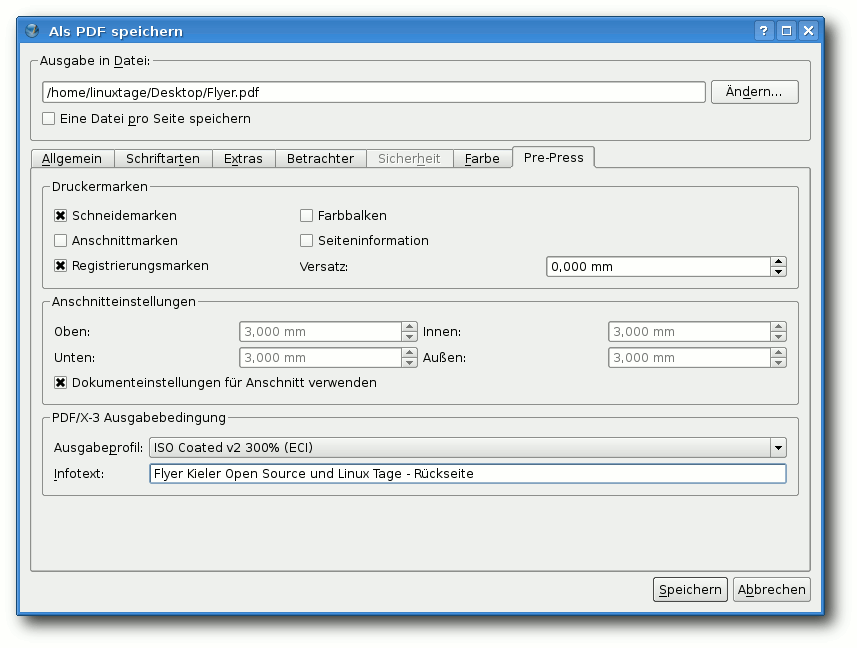 Als PDF speichern
Ausgabe in Datei:
/home/linuxtage/Desktop/Flyer.pdf Ändern...
Eine Datei pro Seite speichern
Allgemein Schriftarten Extras Betrachter Sicherheit Farbe Pre-Press
Druckermarken
Schneidemarken Farbbalken
Anschnittmarken Seiteninformation
Registrierungsmarken Versatz: 0,000 mm
Anschnitteinstellungen
Oben: 3,000 mm Innen: 3,000 mm
Unten: 3,000 mm Außen: 3,000 mm
Dokumenteinstellungen für Anschnitt verwenden
PDF/X-3 Ausgabebedingung
Ausgabeprofil: ISO Coated v2 300% (ECI)
Infotext: Flyer Kieler Open Source und Linux Tage - Rückseite
Speichern Abbrechen